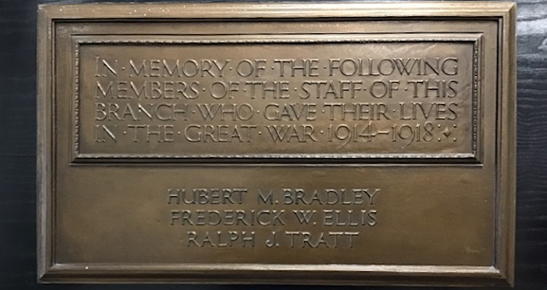 IN·MEMORY·OF·THE·FOLLOWING
MEMBERS·OF·THE·STAFF·OF·THIS
BRANCH·WHO·GAVE·THEIR·LIVES
IN·THE·GREAT·WAR·1914–1918·:·
HUBERT M. BRADLEY
FREDERICK W. ELLIS
RALPH J. TRATT